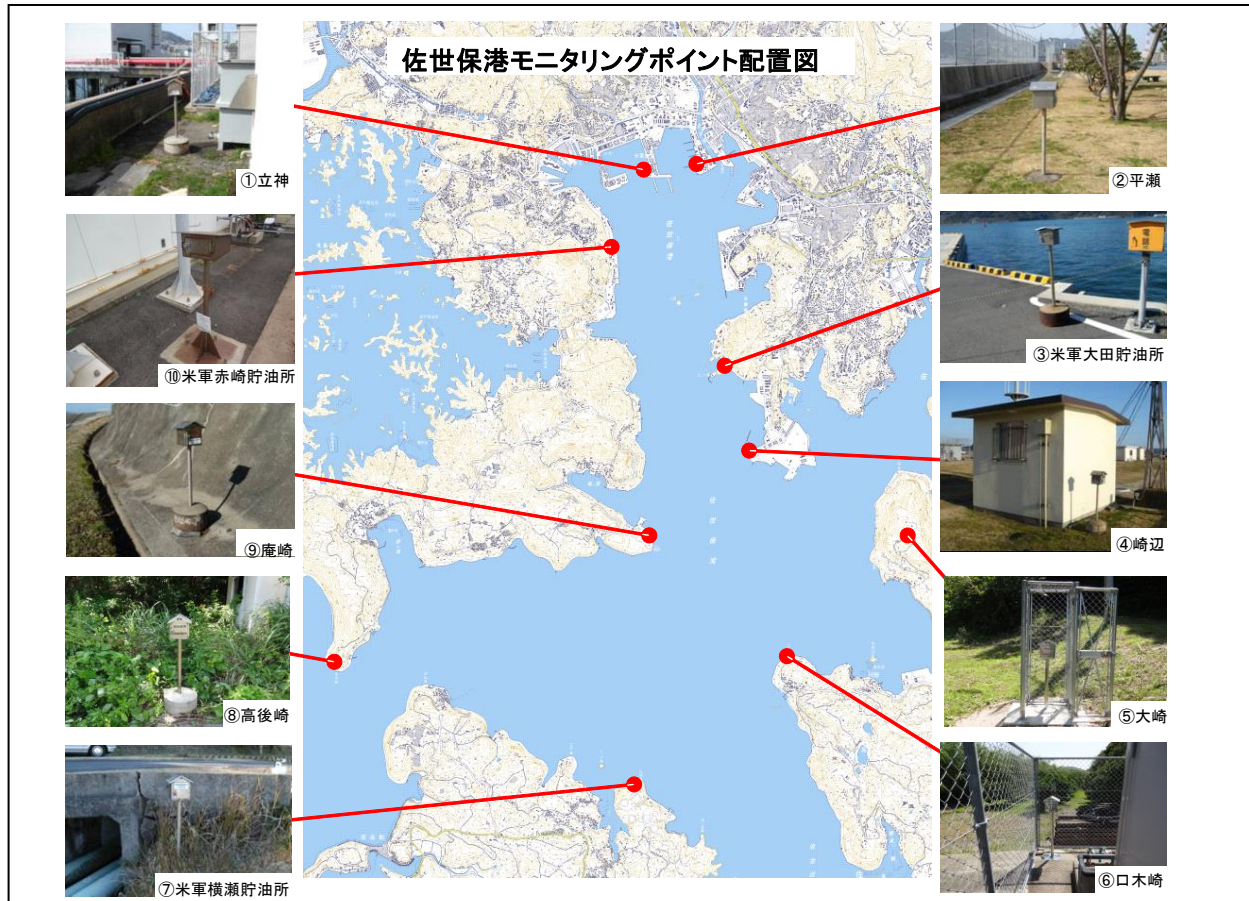 佐世保港モニタリングポイント配置図
①立神
②平瀬
⑩米軍赤崎貯油所
電話
③米軍大田貯油所
⑨庵崎
④崎辺
⑧高後崎
⑤大崎
⑦米軍横瀬貯油所
⑥口木崎